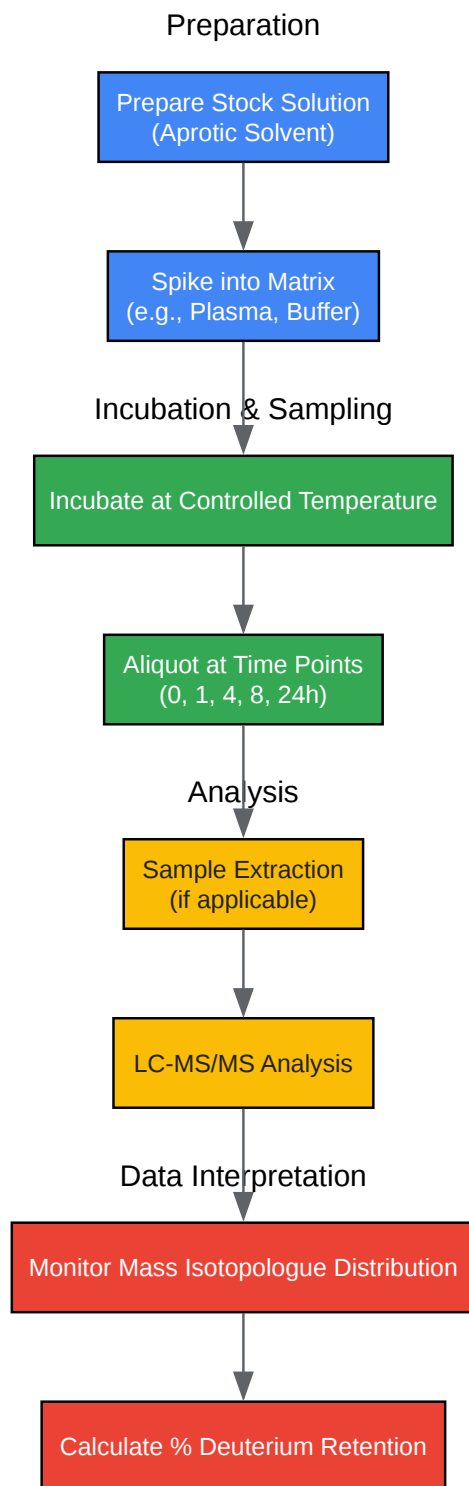 Preparation
Prepare Stock Solution
(Aprotic Solvent)
Spike into Matrix
(e.g., Plasma, Buffer)
Incubation & Sampling
Incubate at Controlled Temperature
Aliquot at Time Points
(0, 1, 4, 8, 24h)
Analysis
Sample Extraction
(if applicable)
LC-MS/MS Analysis
Data Interpretation
Monitor Mass Isotopologue Distribution
Calculate % Deuterium Retention